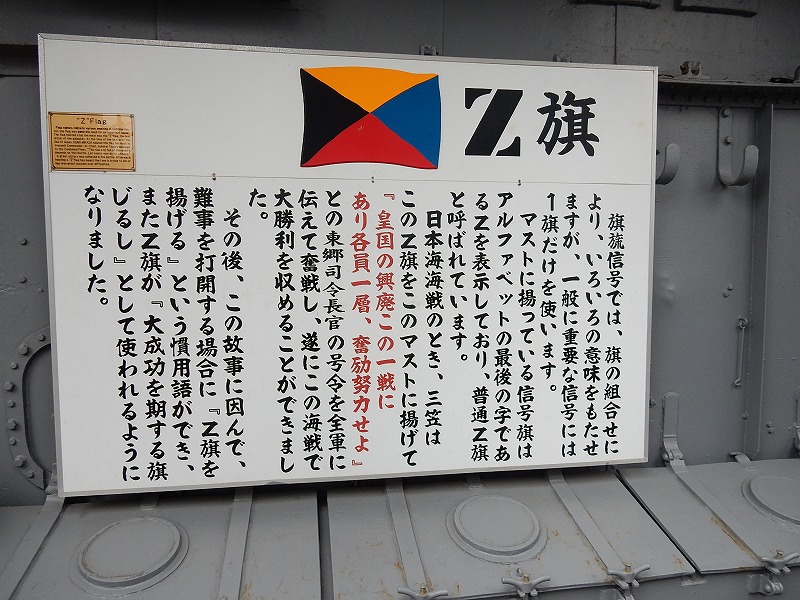 Z旗
"Z" Flag
旗旒信号では、旗の組合せに
より、いろいろの意味をもたせ
ますが、一般に重要な信号には
1旗だけを使います。
マストに揚っている信号旗は
アルファベットの最後の字であ
るZを表示しており、普通Z旗
と呼ばれています。
日本海海戦のとき、三笠は
このZ旗をこのマストに揚げて
『皇国の興廃この一戦に
あり各員一層、奮励努力せよ』
との東郷司令長官の号令を全軍に
伝えて奮戦し、遂にこの海戦で
大勝利を収めることができまし
た。
その後、この故事に因んで、
難事を打開する場合に『Z旗を
揚げる』という慣用語ができ、
またZ旗が『大成功を期する旗
じるし』として使われるように
なりました。